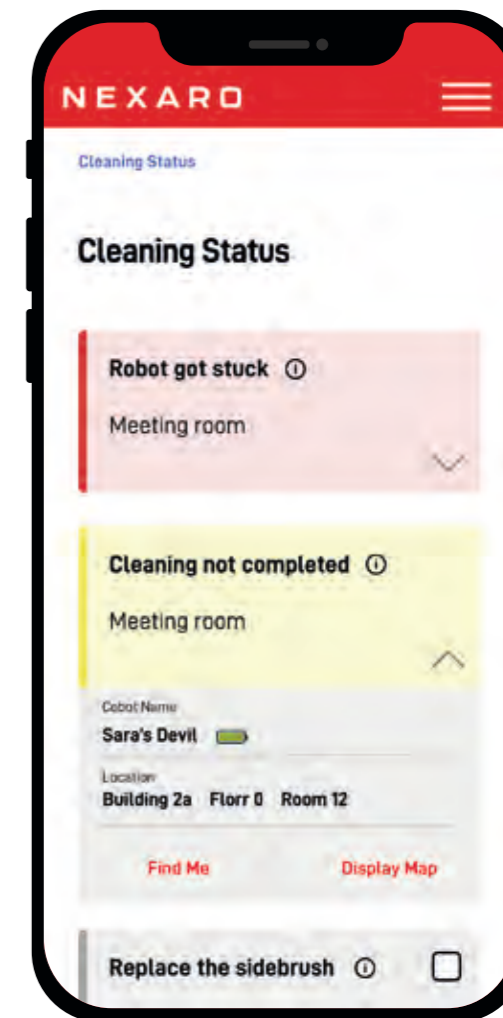 NEXARO
Cleaning Status
Cleaning Status
Robot got stuck
Meeting room
Cleaning not completed
Meeting room
Cobot Name
Sara's Devil
Location
Building 2a Florr 0 Room 12
Find Me Display Map
Replace the sidebrush